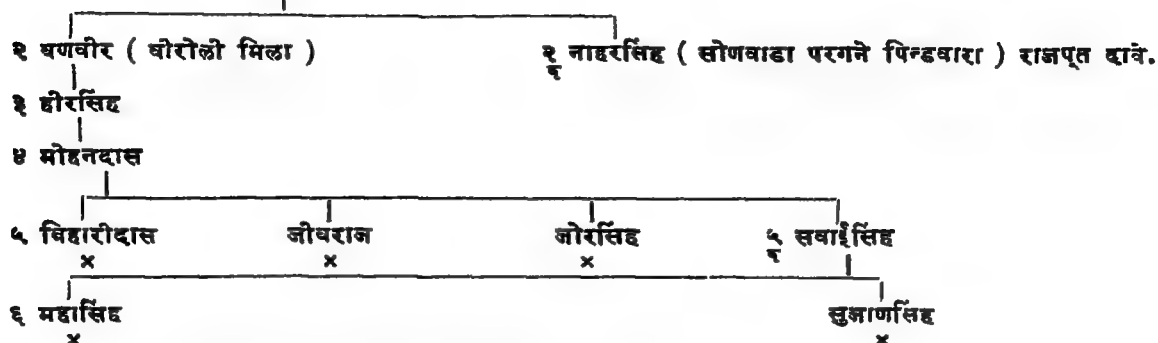 २ वणवीर ( वोरोलो मिला ) २/व नाहरसिंह ( सोणवाडा परगने पिन्डवारा ) राजपूत दावे.
३ हीरसिंह
४ मोहनदास
५ विहारीदास जीवराज जोरसिंह ५/व सवाईसिंह
× × ×
६ महासिंह सुजाणसिंह
× ×